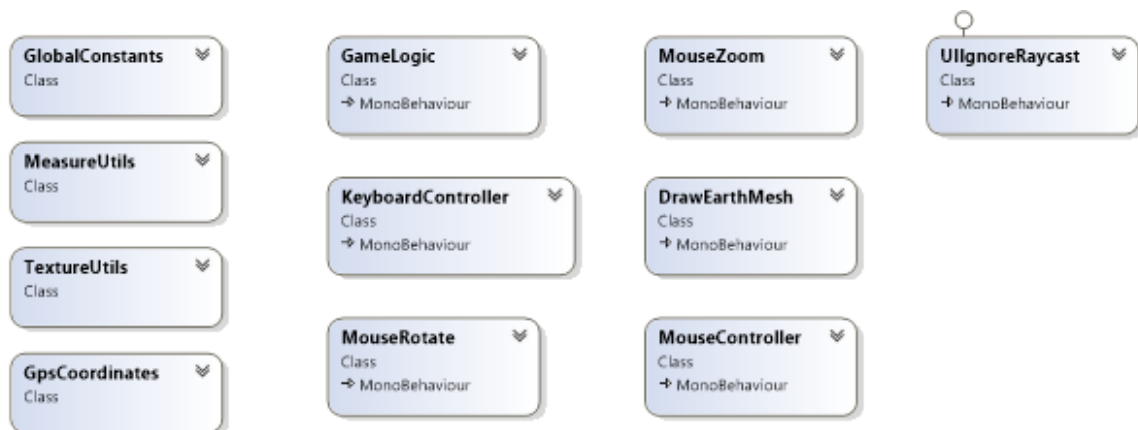 GlobalConstants
Class
MeasureUtils
Class
TextureUtils
Class
GpsCoordinates
Class
GameLogic
Class
MonoBehaviour
KeyboardController
Class
MonoBehaviour
MouseRotate
Class
MonoBehaviour
MouseZoom
Class
MonoBehaviour
DrawEarthMesh
Class
MonoBehaviour
MouseController
Class
MonoBehaviour
UIIgnoreRaycast
Class
MonoBehaviour